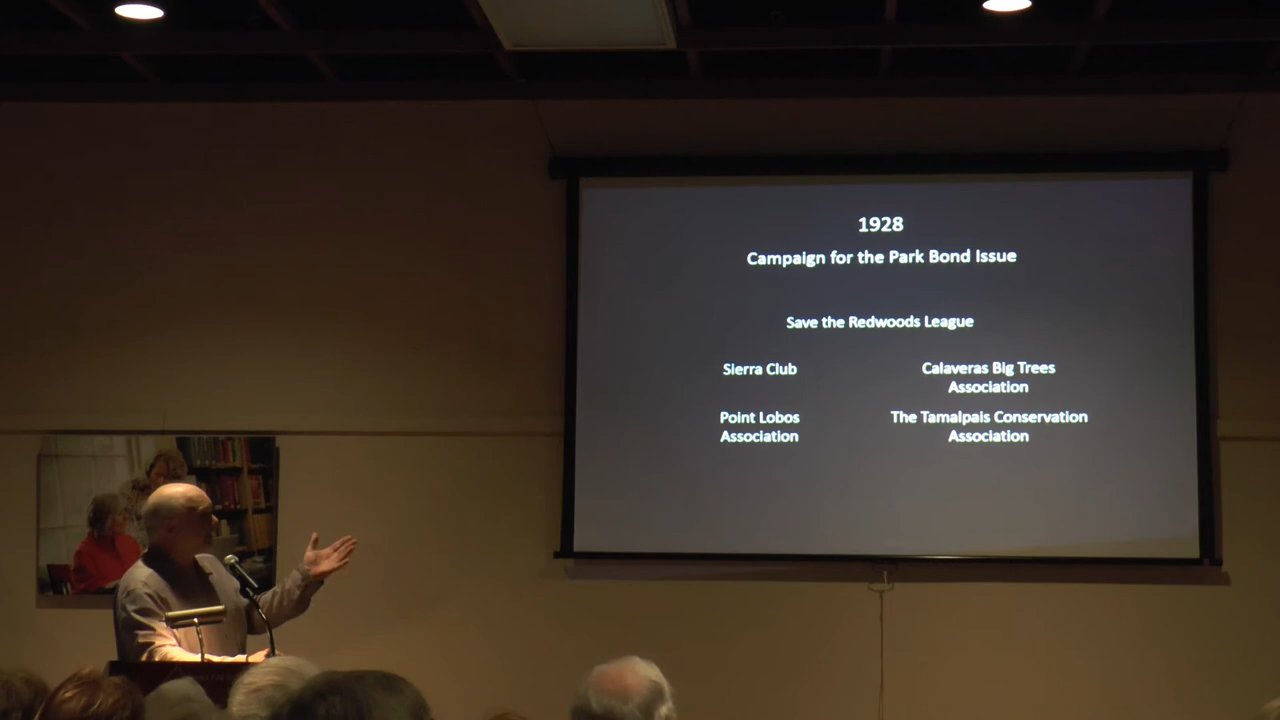 1928
Campaign for the Park Bond Issue
Save the Redwoods League
Sierra Club
Calaveras Big Trees
Association
Point Lobos
Association
The Tamalpais Conservation
Association